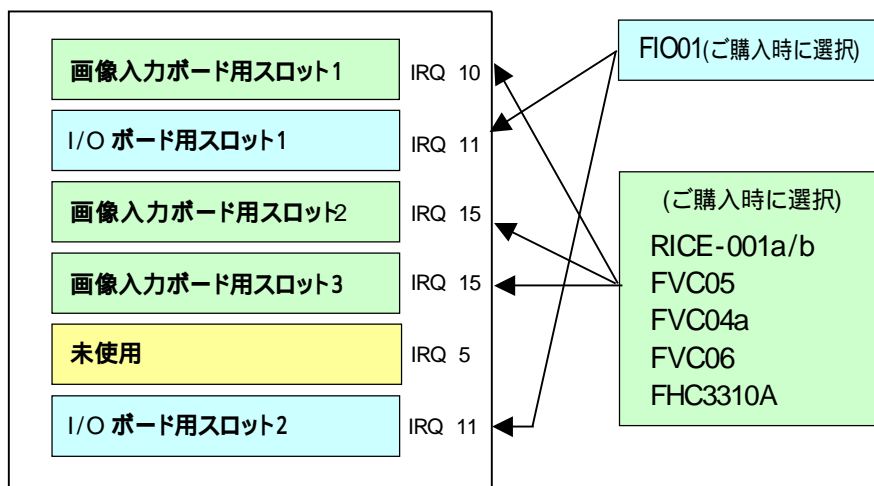 画像入力ボード用スロット1 IRQ 10
I/O ボード用スロット1 IRQ 11
画像入力ボード用スロット2 IRQ 15
画像入力ボード用スロット3 IRQ 15
未使用 IRQ 5
I/O ボード用スロット2 IRQ 11
FIO01(ご購入時に選択)
(ご購入時に選択)
RICE-001a/b
FVC05
FVC04a
FVC06
FHC3310A